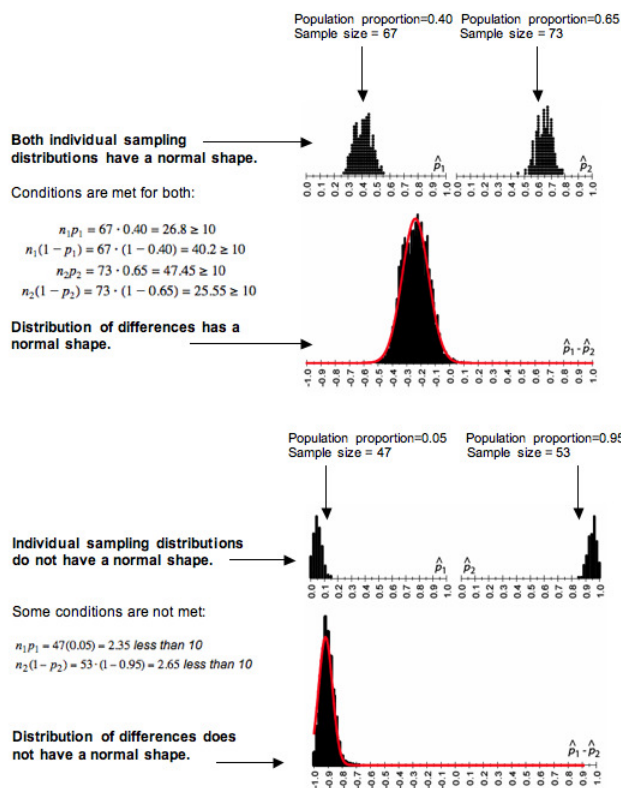 Population proportion=0.40 Population proportion=0.65
Sample size = 67 Sample size = 73
Both individual sampling
distributions have a normal shape.
p̂₁ p̂₂
0.0 0.1 0.2 0.3 0.4 0.5 0.6 0.7 0.8 0.9 1.0 0.0 0.1 0.2 0.3 0.4 0.5 0.6 0.7 0.8 0.9 1.0
Conditions are met for both:
n₁p₁ = 67 · 0.40 = 26.8 ≥ 10
n₁(1 − p₁) = 67 · (1 − 0.40) = 40.2 ≥ 10
n₂p₂ = 73 · 0.65 = 47.45 ≥ 10
n₂(1 − p₂) = 73 · (1 − 0.65) = 25.55 ≥ 10
Distribution of differences has a
normal shape.
p̂₁ - p̂₂
-1.0 -0.9 -0.8 -0.7 -0.6 -0.5 -0.4 -0.3 -0.2 -0.1 0.0 0.1 0.2 0.3 0.4 0.5 0.6 0.7 0.8 0.9 1.0
Population proportion=0.05 Population proportion=0.95
Sample size = 47 Sample size = 53
Individual sampling distributions
do not have a normal shape.
p̂₁ p̂₂
0.0 0.1 0.2 0.3 0.4 0.5 0.6 0.7 0.8 0.9 1.0 0.0 0.1 0.2 0.3 0.4 0.5 0.6 0.7 0.8 0.9 1.0
Some conditions are not met:
n₁p₁ = 47(0.05) = 2.35 less than 10
n₂(1 − p₂) = 53 · (1 − 0.95) = 2.65 less than 10
Distribution of differences does
not have a normal shape.
p̂₁ - p̂₂
-1.0 -0.9 -0.8 -0.7 -0.6 -0.5 -0.4 -0.3 -0.2 -0.1 0.0 0.1 0.2 0.3 0.4 0.5 0.6 0.7 0.8 0.9 1.0